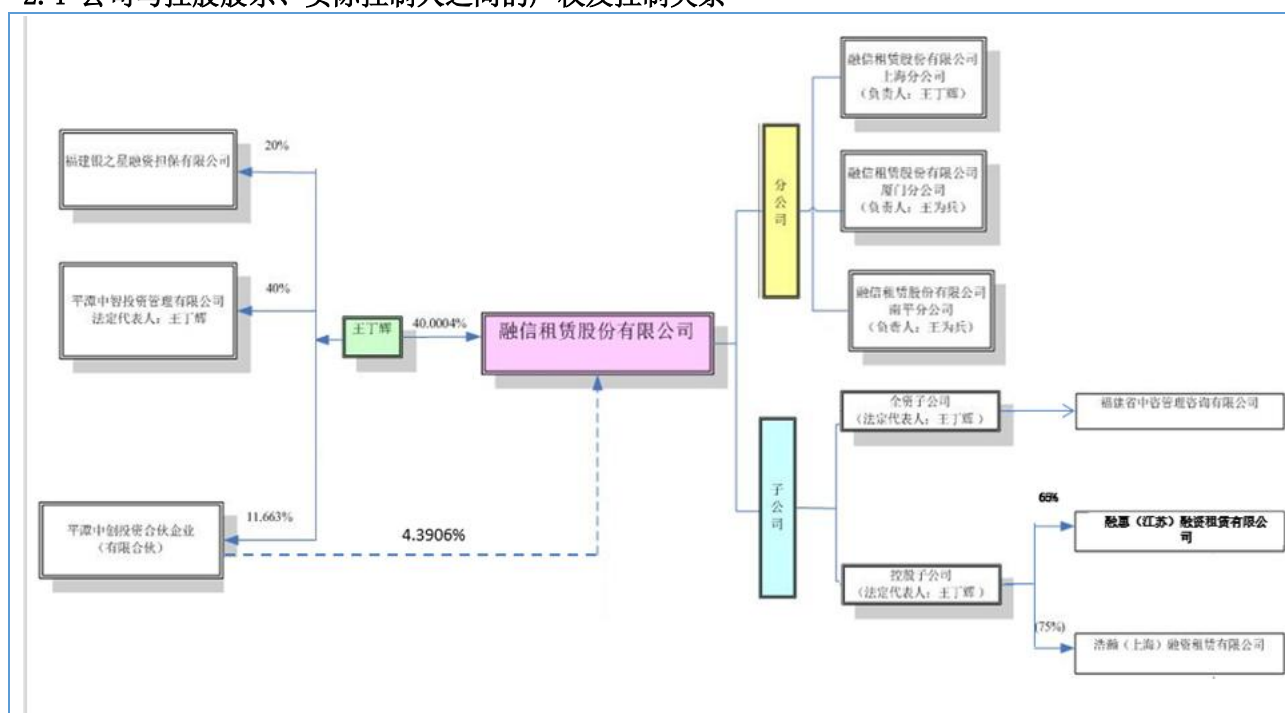 2.4 公司与控股股东、实际控制人之间的产权及控制关系
融信租赁股份有限公司
上海分公司
（负责人：王丁辉）
20%
福建银之星融资担保有限公司
融信租赁股份有限公司
厦门分公司
（负责人：王为兵）
分公司
平潭中智投资管理有限公司
法定代表人：王丁辉
40%
融信租赁股份有限公司
南平分公司
（负责人：王为兵）
王丁辉
40.0004%
融信租赁股份有限公司
全资子公司
（法定代表人：王丁辉 ）
福建省中咨管理咨询有限公司
子公司
11.663%
平潭中创投资合伙企业
（有限合伙）
4.3906%
融惠（江苏）融资租赁有限公
司
控股子公司
（法定代表人：王丁辉 ）
(75%)
浩瀚（上海）融资租赁有限公司